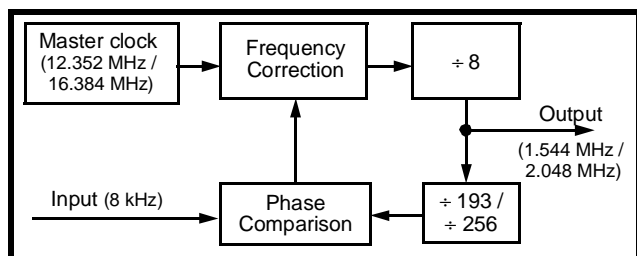 Master clock
(12.352 MHz /
16.384 MHz)
Frequency
Correction
÷ 8
Output
(1.544 MHz /
2.048 MHz)
Input (8 kHz)
Phase
Comparison
÷ 193 /
÷ 256